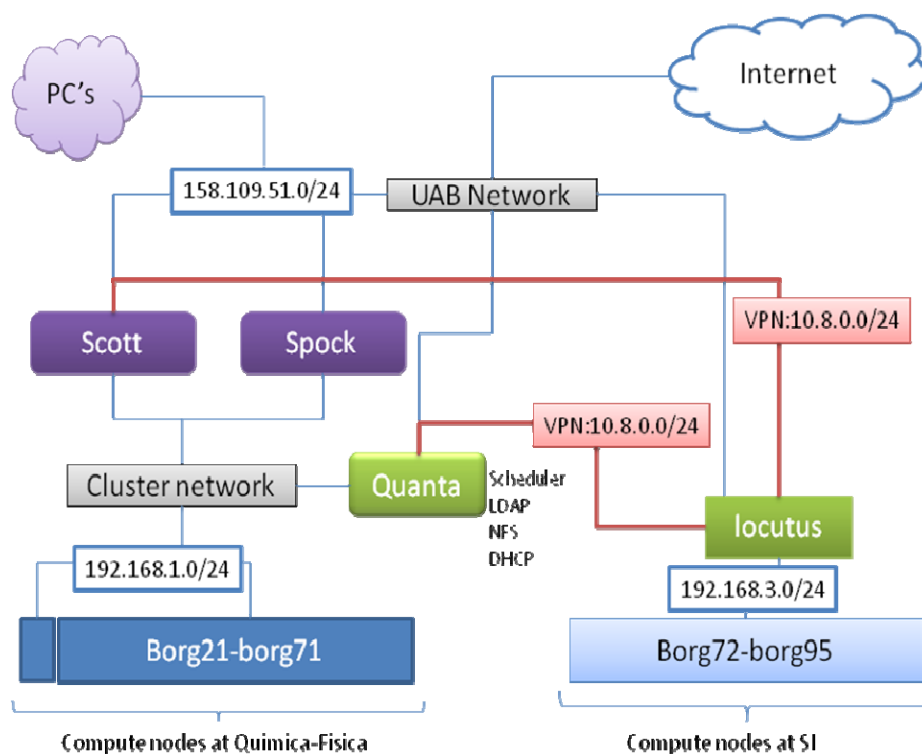 PC's
Internet
158.109.51.0/24
UAB Network
VPN:10.8.0.0/24
Scott
Spock
VPN:10.8.0.0/24
Cluster network
Quanta
Scheduler
LDAP
NFS
DHCP
locutus
192.168.1.0/24
192.168.3.0/24
Borg21-borg71
Borg72-borg95
Compute nodes at Quimica-Fisica
Compute nodes at SI